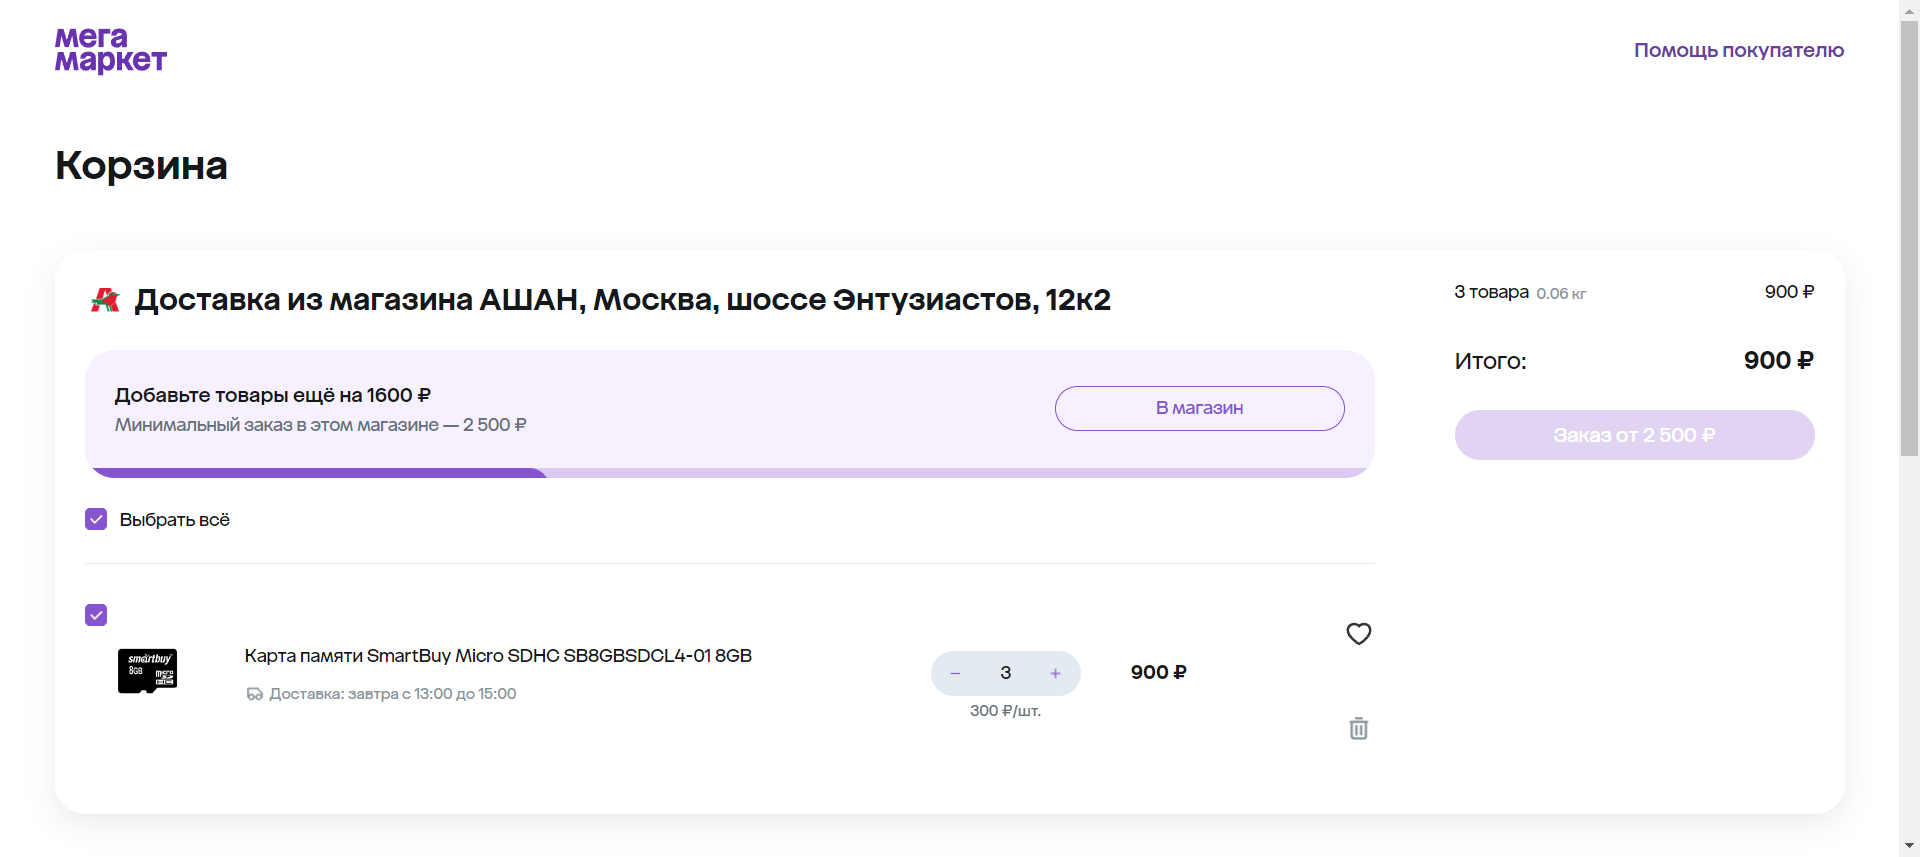 мега
маркет
Помощь покупателю
Корзина
Доставка из магазина АШАН, Москва, шоссе Энтузиастов, 12к2
3 товара 0.06 кг 900 ₽
Добавьте товары ещё на 1600 ₽
Минимальный заказ в этом магазине — 2 500 ₽
В магазин
Итого: 900 ₽
Заказ от 2 500 ₽
Выбрать всё
smartbuy
8GB
micro
Карта памяти SmartBuy Micro SDHC SB8GBSDCL4-01 8GB
Доставка: завтра с 13:00 до 15:00
− 3 +
300 ₽/шт.
900 ₽